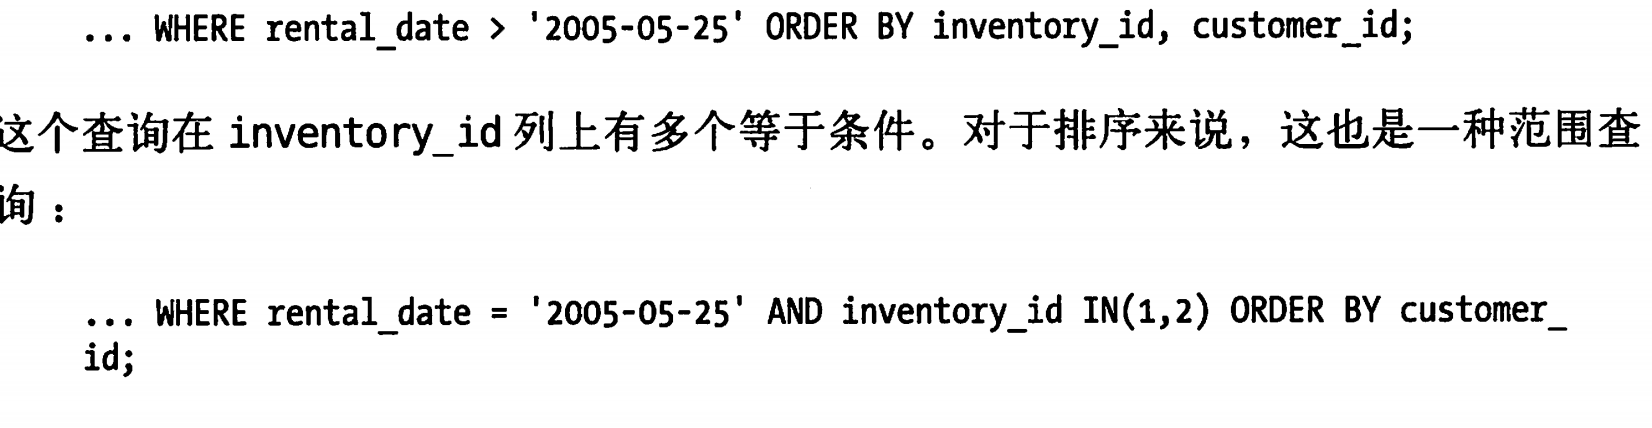 ... WHERE rental_date > '2005-05-25' ORDER BY inventory_id, customer_id;
这个查询在 inventory_id 列上有多个等于条件。对于排序来说，这也是一种范围查
询：
... WHERE rental_date = '2005-05-25' AND inventory_id IN(1,2) ORDER BY customer_
id;